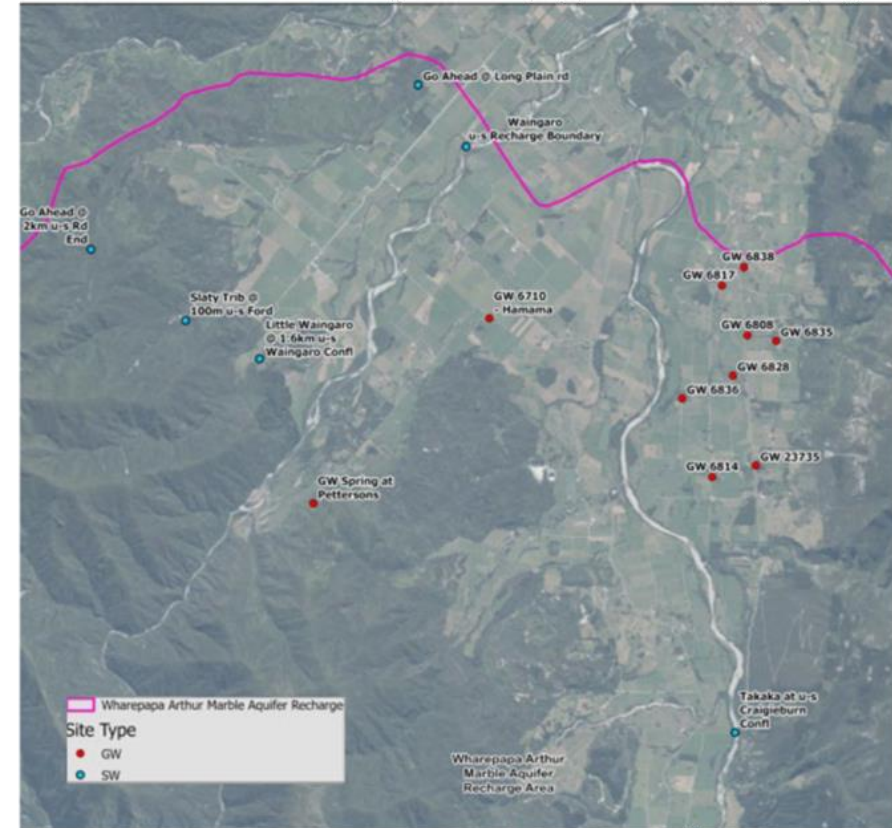 Go Ahead @ Long Plain rd
Waingaro
u-s Recharge Boundary
Go Ahead @
2km u-s Rd
End
GW 6838
GW 6817
Slaty Trib @
100m u-s Ford
GW 6710
- Hamama
Little Waingaro
@ 1.6km u-s
Waingaro Confl
GW 6808
GW 6835
GW 6828
GW 6836
GW 23735
GW 6814
GW Spring at
Pettersons
Takaka at u-s
Craigieburn
Confl
Wharepapa Arthur
Marble Aquifer
Recharge Area
Wharepapa Arthur Marble Aquifer Recharge
Site Type
GW
SW